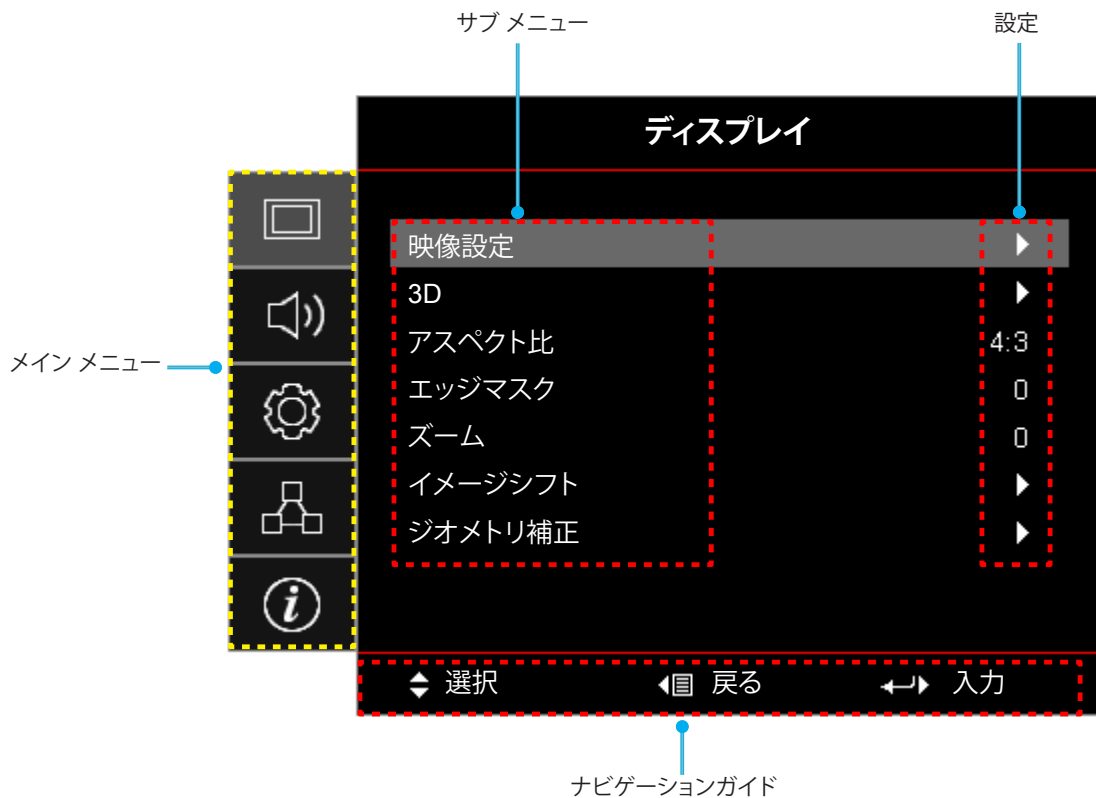 サブ メニュー
設定
ディスプレイ
メイン メニュー
映像設定
3D
アスペクト比 4:3
エッジマスク 0
ズーム 0
イメージシフト
ジオメトリ補正
選択 戻る 入力
ナビゲーションガイド